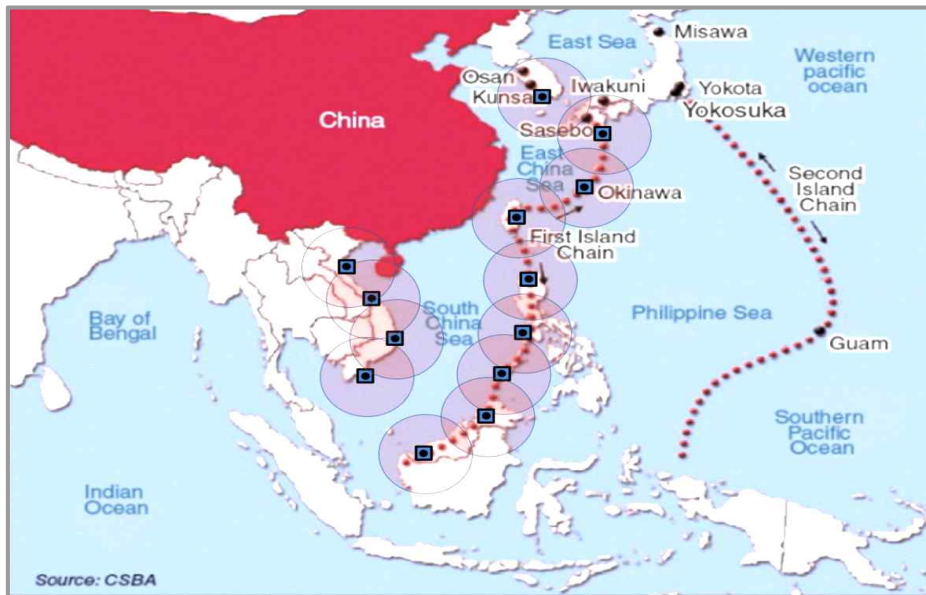 East Sea
Misawa
Western
pacific
ocean
Osan
Kunsa
Iwakuni
Yokota
Yokosuka
China
Sasebo
East
China
Sea
Okinawa
Second
Island
Chain
First Island
Chain
Bay of
Bengal
South
China
Sea
Philippine Sea
Guam
Southern
Pacific
Ocean
Indian
Ocean
Source: CSBA